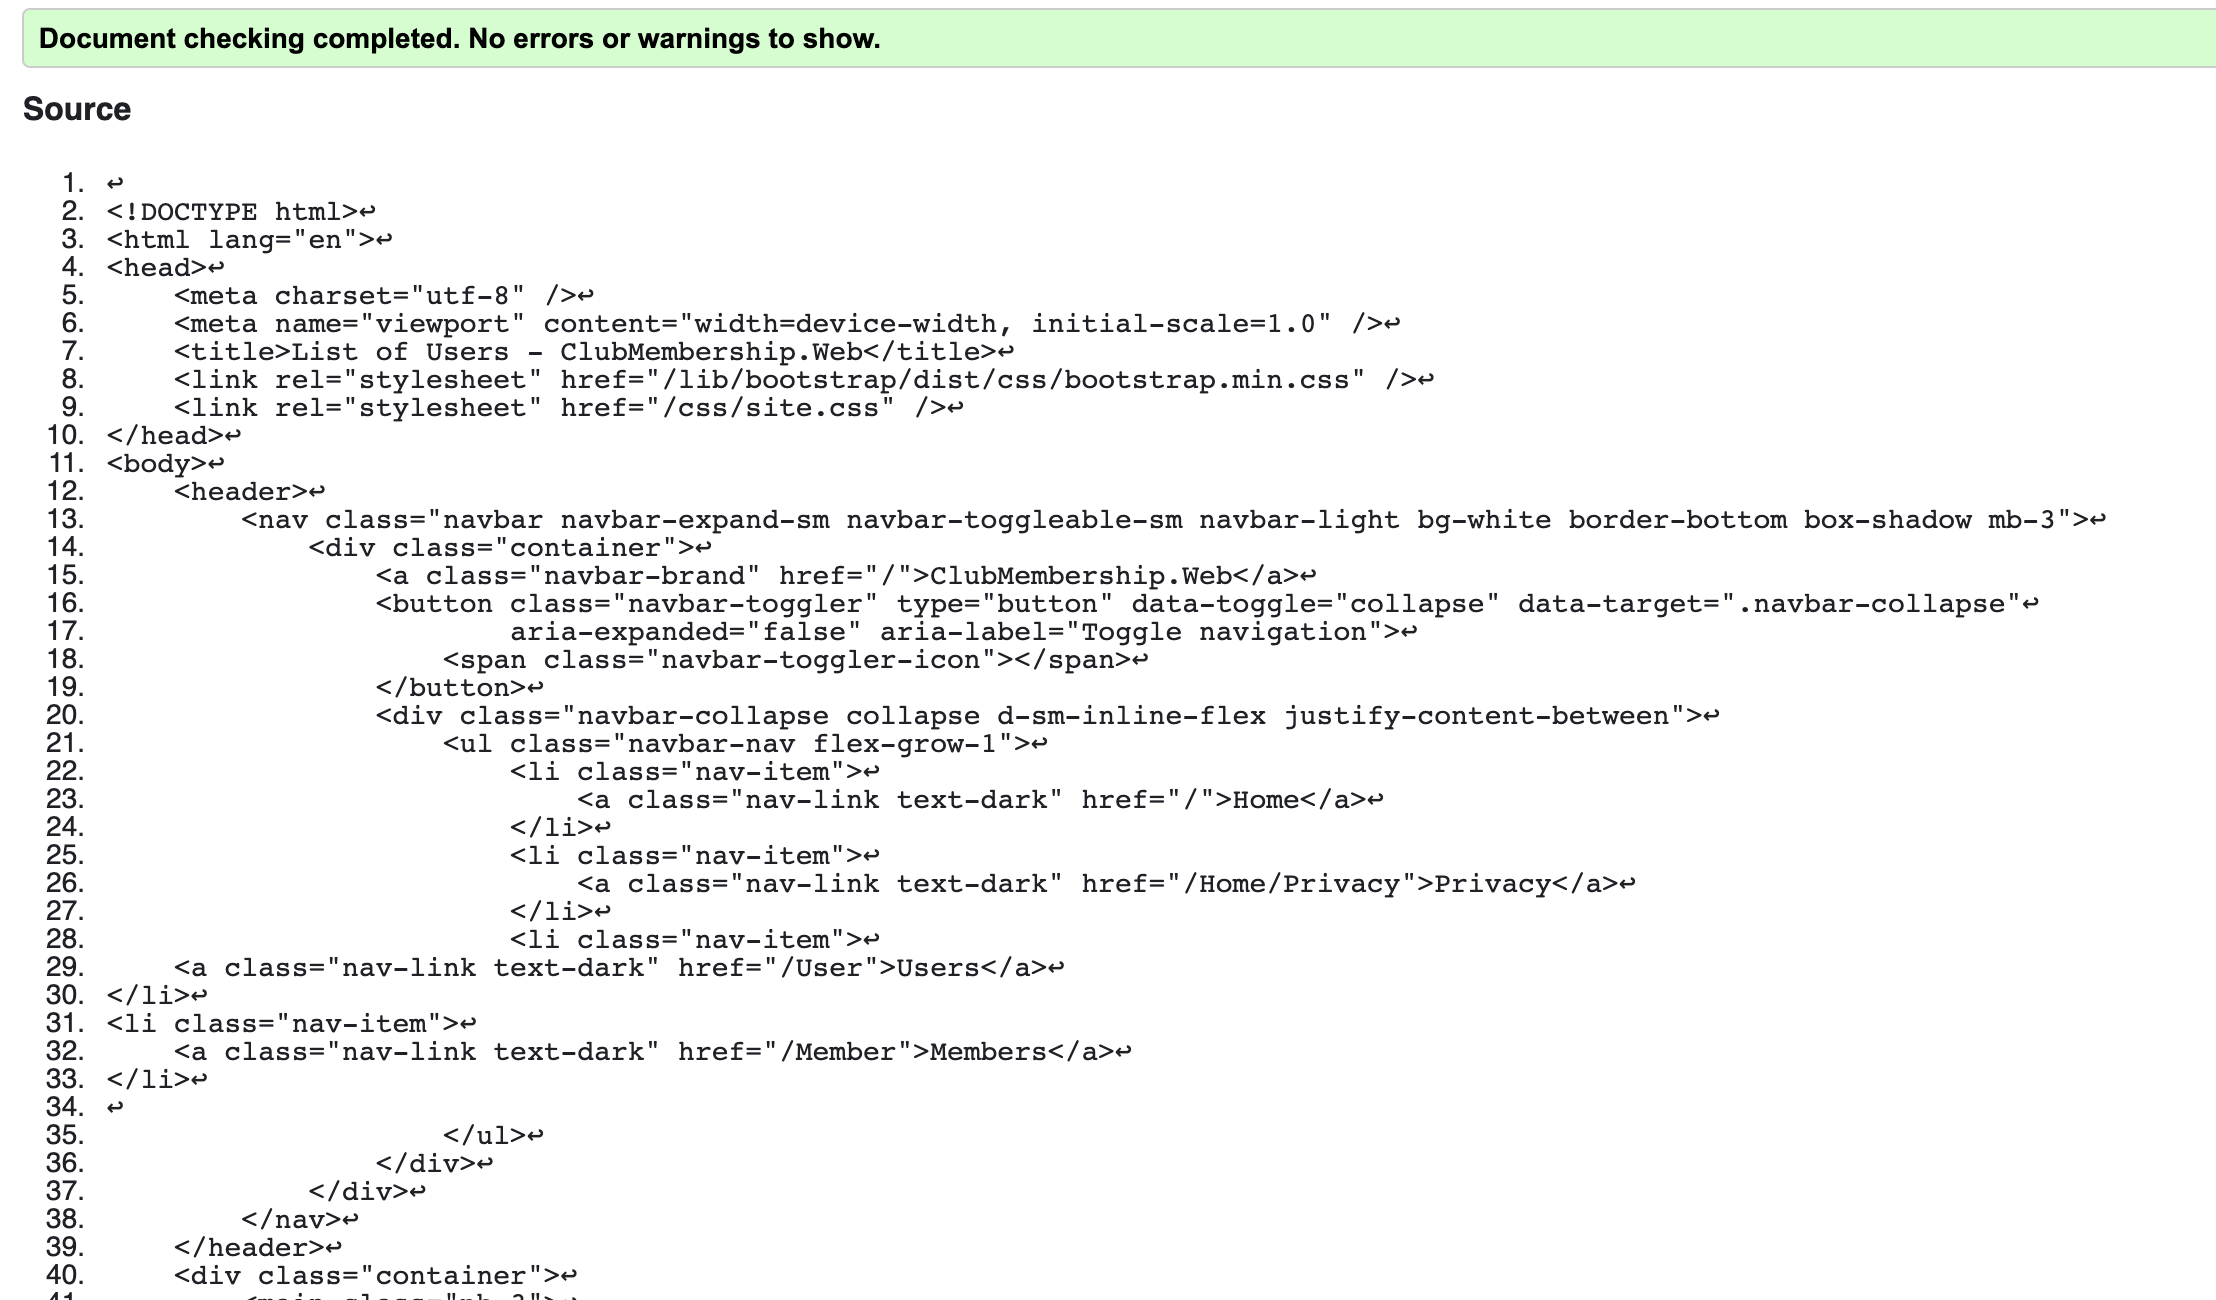 Document checking completed. No errors or warnings to show.
Source
1. ↩
2. <!DOCTYPE html>↩
3. <html lang="en">↩
4. <head>↩
5.     <meta charset="utf-8" />↩
6.     <meta name="viewport" content="width=device-width, initial-scale=1.0" />↩
7.     <title>List of Users - ClubMembership.Web</title>↩
8.     <link rel="stylesheet" href="/lib/bootstrap/dist/css/bootstrap.min.css" />↩
9.     <link rel="stylesheet" href="/css/site.css" />↩
10. </head>↩
11. <body>↩
12.     <header>↩
13.         <nav class="navbar navbar-expand-sm navbar-toggleable-sm navbar-light bg-white border-bottom box-shadow mb-3">↩
14.             <div class="container">↩
15.                 <a class="navbar-brand" href="/">ClubMembership.Web</a>↩
16.                 <button class="navbar-toggler" type="button" data-toggle="collapse" data-target=".navbar-collapse"↩
17.                         aria-expanded="false" aria-label="Toggle navigation">↩
18.                     <span class="navbar-toggler-icon"></span>↩
19.                 </button>↩
20.                 <div class="navbar-collapse collapse d-sm-inline-flex justify-content-between">↩
21.                     <ul class="navbar-nav flex-grow-1">↩
22.                         <li class="nav-item">↩
23.                             <a class="nav-link text-dark" href="/">Home</a>↩
24.                         </li>↩
25.                         <li class="nav-item">↩
26.                             <a class="nav-link text-dark" href="/Home/Privacy">Privacy</a>↩
27.                         </li>↩
28.                         <li class="nav-item">↩
29.     <a class="nav-link text-dark" href="/User">Users</a>↩
30. </li>↩
31. <li class="nav-item">↩
32.     <a class="nav-link text-dark" href="/Member">Members</a>↩
33. </li>↩
34. ↩
35.                     </ul>↩
36.                 </div>↩
37.             </div>↩
38.         </nav>↩
39.     </header>↩
40.     <div class="container">↩